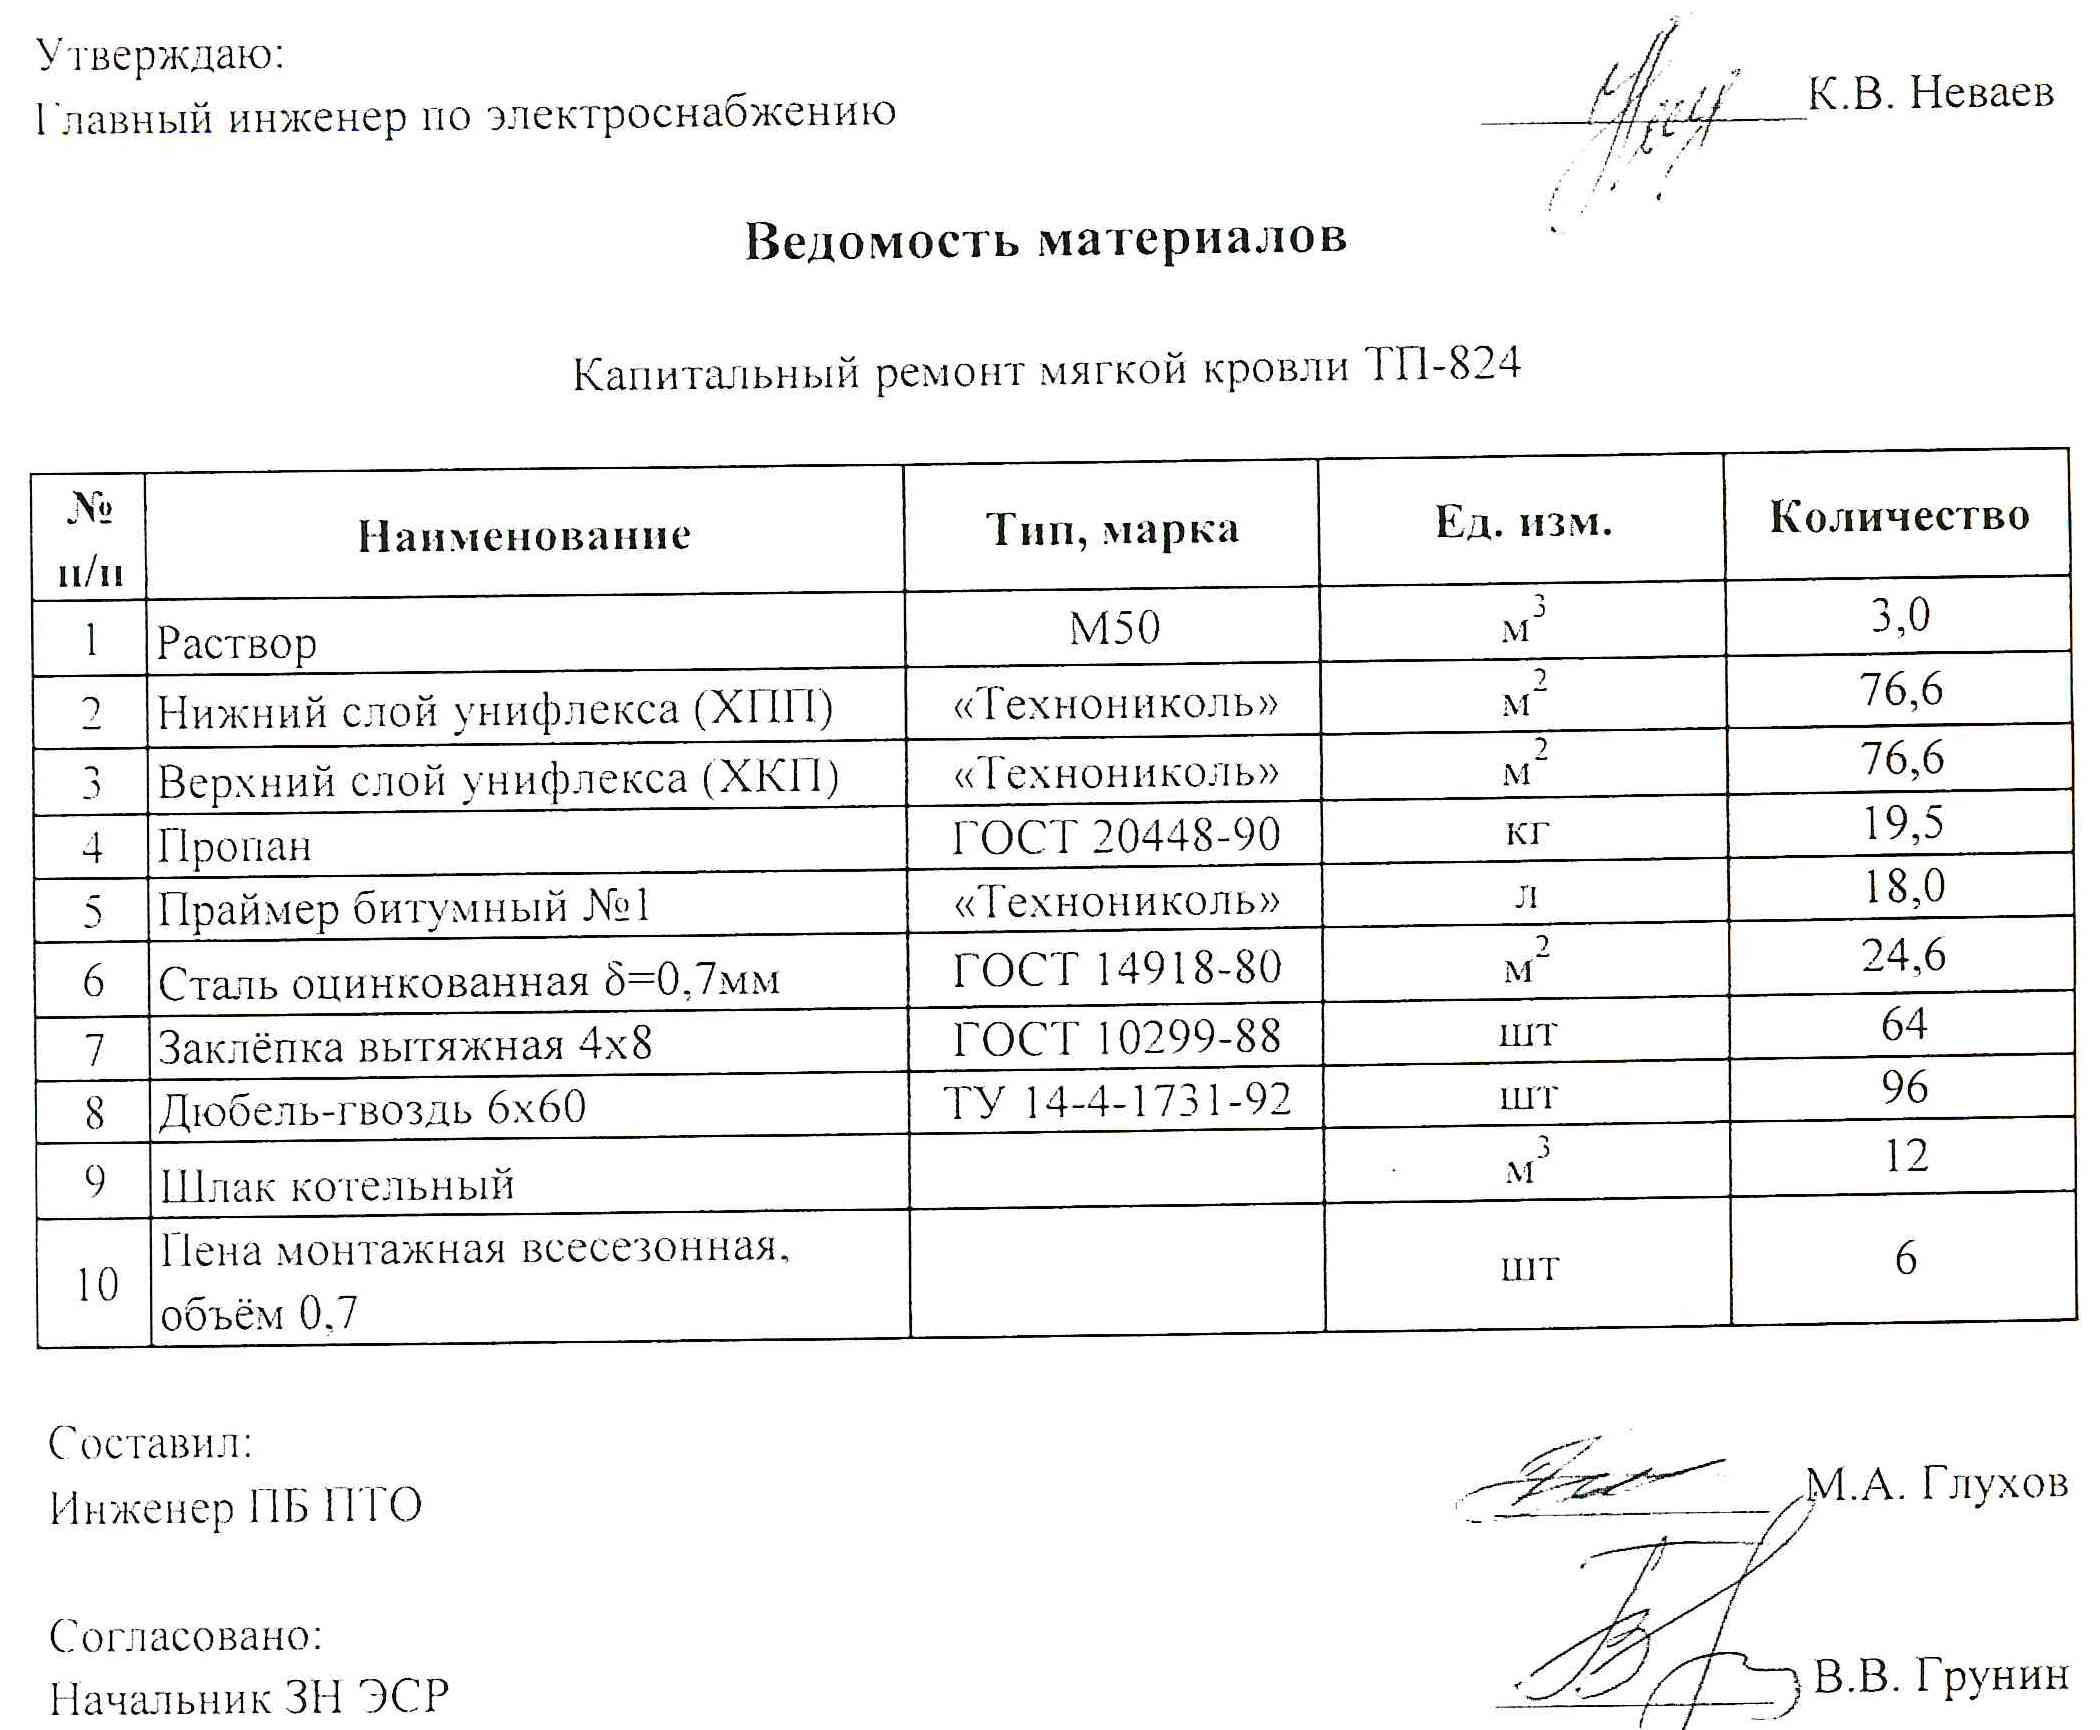 Утверждаю:
Главный инженер по электроснабжению К.В. Неваев
Ведомость материалов
Капитальный ремонт мягкой кровли ТП-824
№ п/п Наименование Тип, марка Ед. изм. Количество
1 Раствор М50 м³ 3,0
2 Нижний слой унифлекса (ХПП) «Технониколь» м² 76,6
3 Верхний слой унифлекса (ХКП) «Технониколь» м² 76,6
4 Пропан ГОСТ 20448-90 кг 19,5
5 Праймер битумный №1 «Технониколь» л 18,0
6 Сталь оцинкованная δ=0,7мм ГОСТ 14918-80 м² 24,6
7 Заклёпка вытяжная 4х8 ГОСТ 10299-88 шт 64
8 Дюбель-гвоздь 6х60 ТУ 14-4-1731-92 шт 96
9 Шлак котельный м³ 12
10 Пена монтажная всесезонная,
объём 0,7 шт 6
Составил:
Инженер ПБ ПТО М.А. Глухов
Согласовано:
Начальник ЗН ЭСР В.В. Грунин